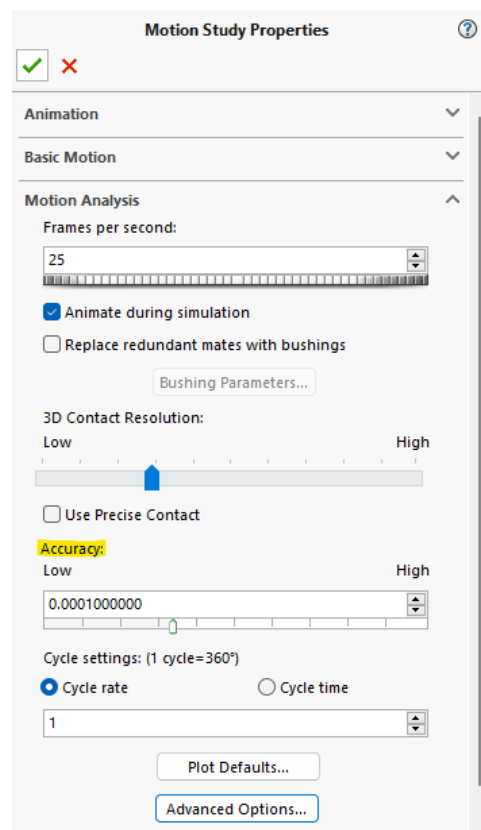 Motion Study Properties
Animation
Basic Motion
Motion Analysis
Frames per second:
25
Animate during simulation
Replace redundant mates with bushings
Bushing Parameters...
3D Contact Resolution:
Low High
Use Precise Contact
Accuracy:
Low High
0.0001000000
Cycle settings: (1 cycle=360°)
Cycle rate Cycle time
1
Plot Defaults...
Advanced Options...